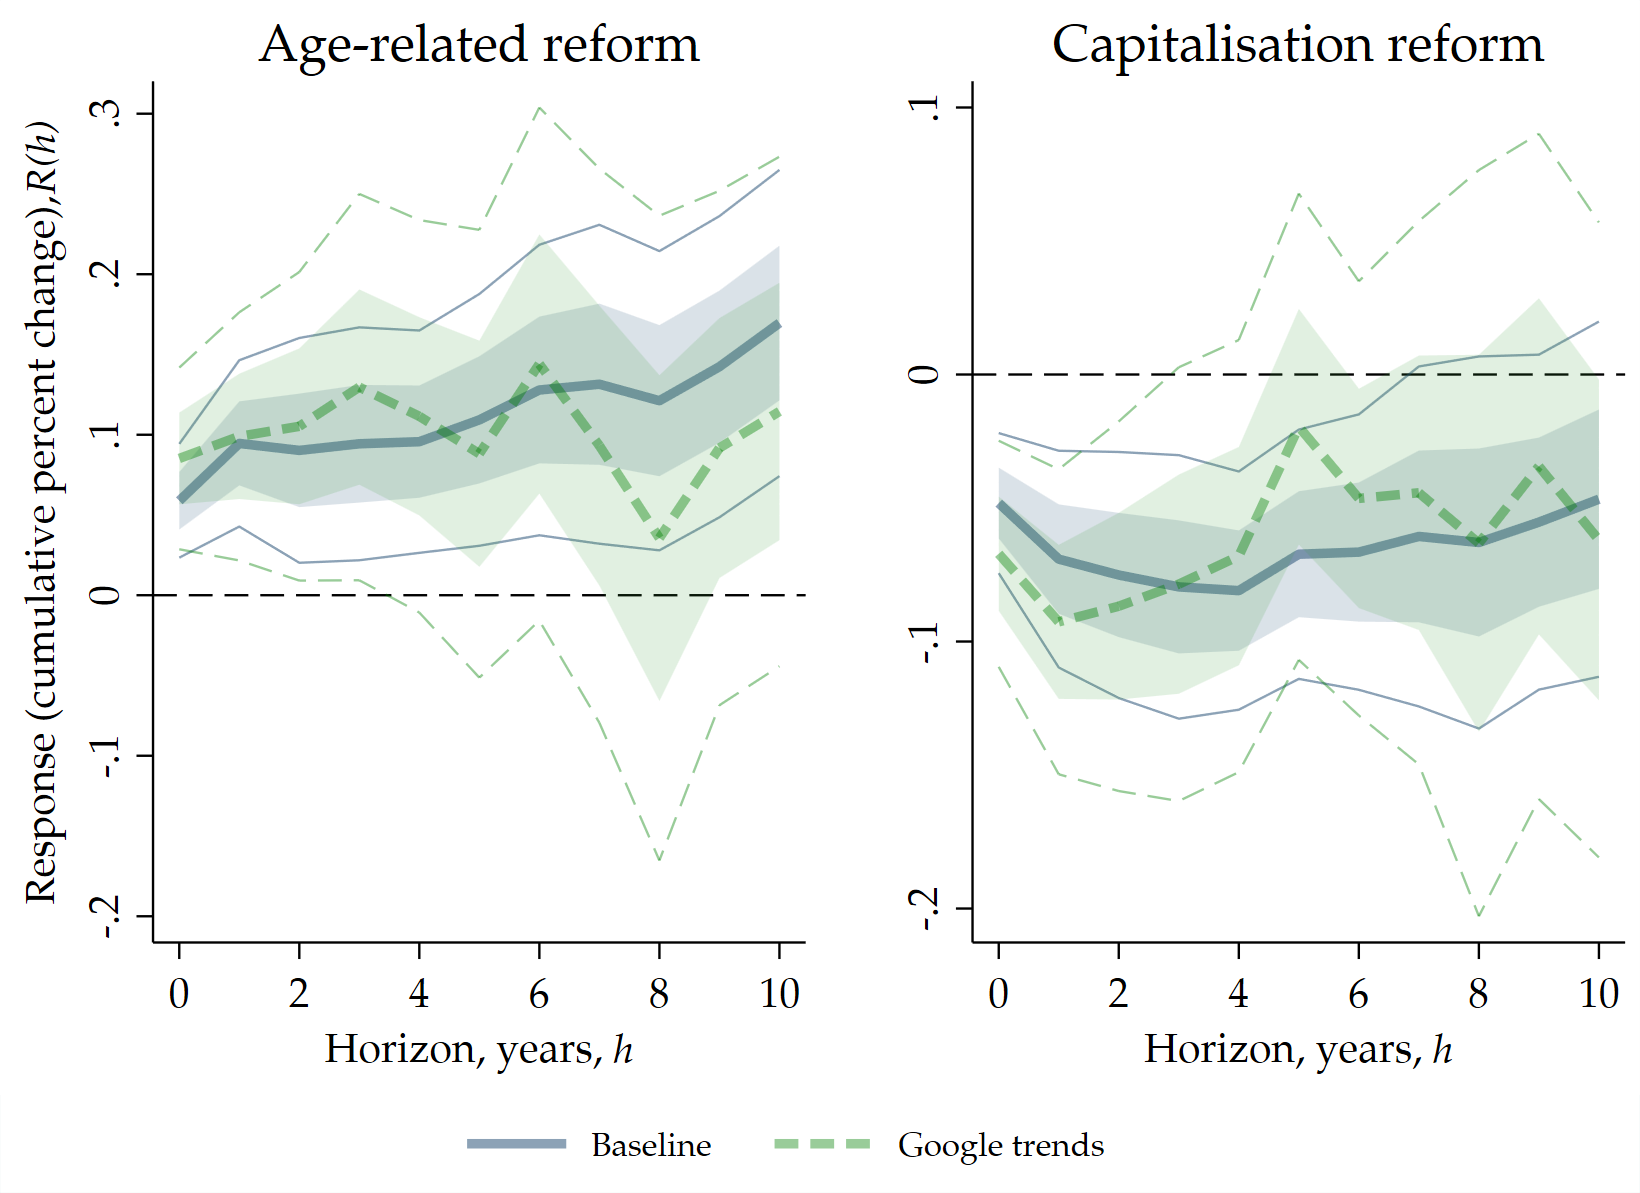 Age-related reform
Capitalisation reform
Response (cumulative percent change),R(h)
.3
.2
.1
0
-.1
-.2
0 2 4 6 8 10
Horizon, years, h
.1
0
-.1
-.2
0 2 4 6 8 10
Horizon, years, h
Baseline
Google trends